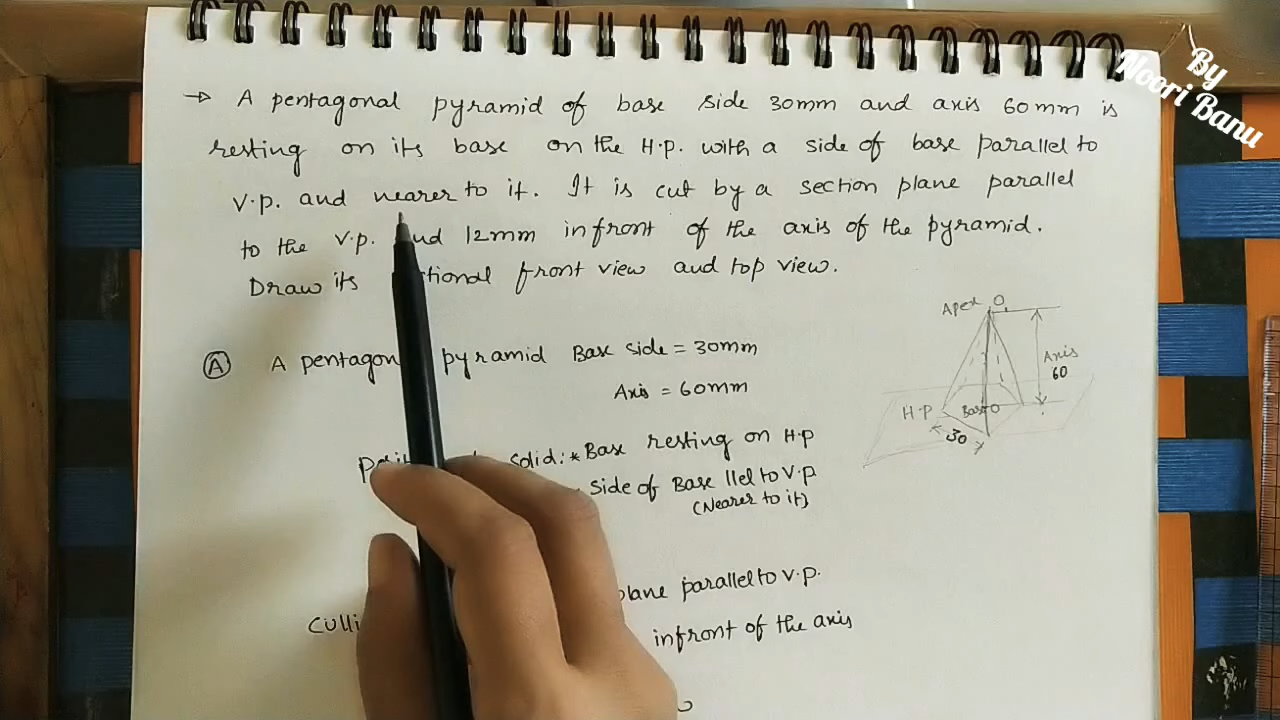 By
Noori Banu
→ A pentagonal pyramid of base side 30mm and axis 60mm is
resting on its base on the H.P. with a side of base parallel to
V.P. and nearer to it. It is cut by a section plane parallel
to the V.P. 12mm infront of the axis of the pyramid.
Draw its front view and top view.
A A pyramid Base side = 30mm
Axis = 60mm
solid: * Base resting on H.P
Side of Base llel to V.P
(Nearer to it)
parallel to V.P.
infront of the axis
Apex O,
Axis
60
H.P Base O
30